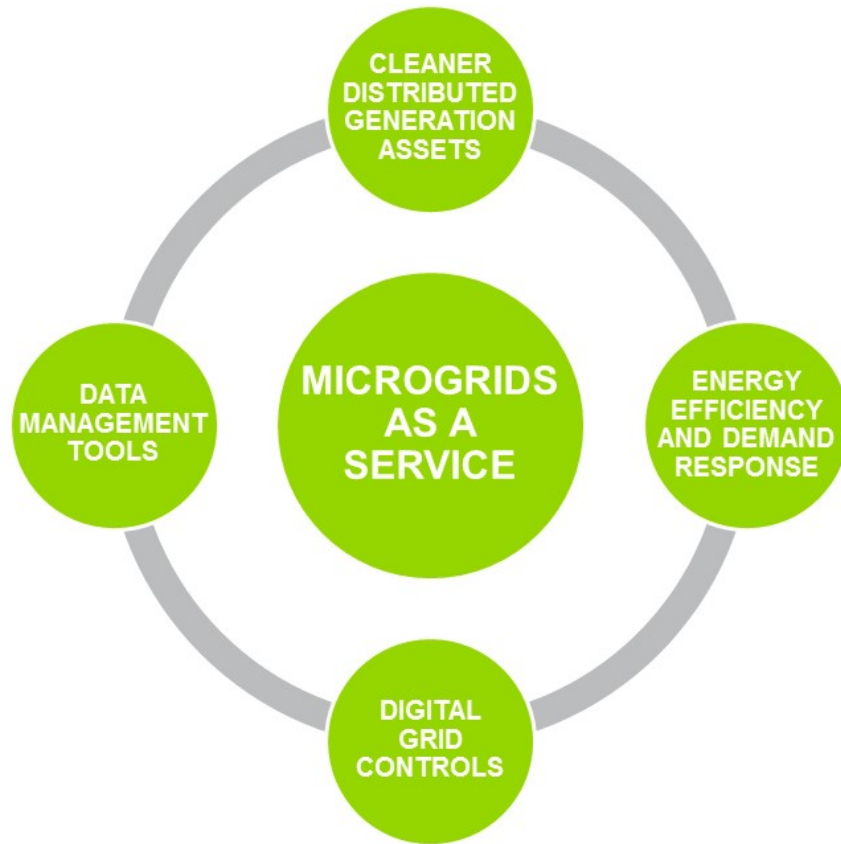 CLEANER
DISTRIBUTED
GENERATION
ASSETS
DATA
MANAGEMENT
TOOLS
MICROGRIDS
AS A
SERVICE
ENERGY
EFFICIENCY
AND DEMAND
RESPONSE
DIGITAL
GRID
CONTROLS